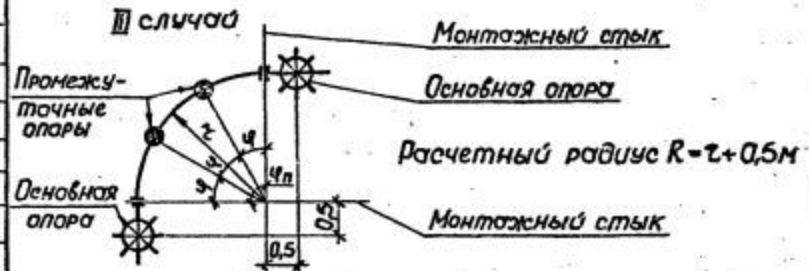 III случай
Монтажный стык
Промежу-
точные
опоры
Основная опора
r
φ
φ
φ
φп
Расчетный радиус R=r+0,5м
Основная
опора
0,5
Монтажный стык
0,5